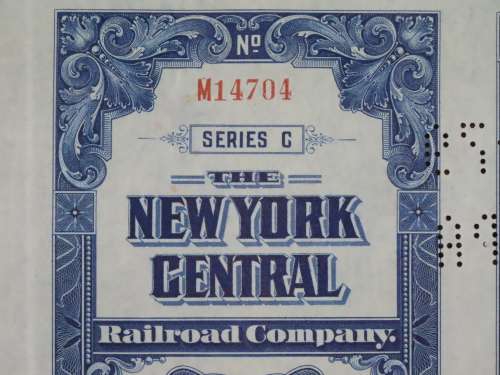 No
M14704
SERIES C
THE
NEW YORK
CENTRAL
Railroad Company.